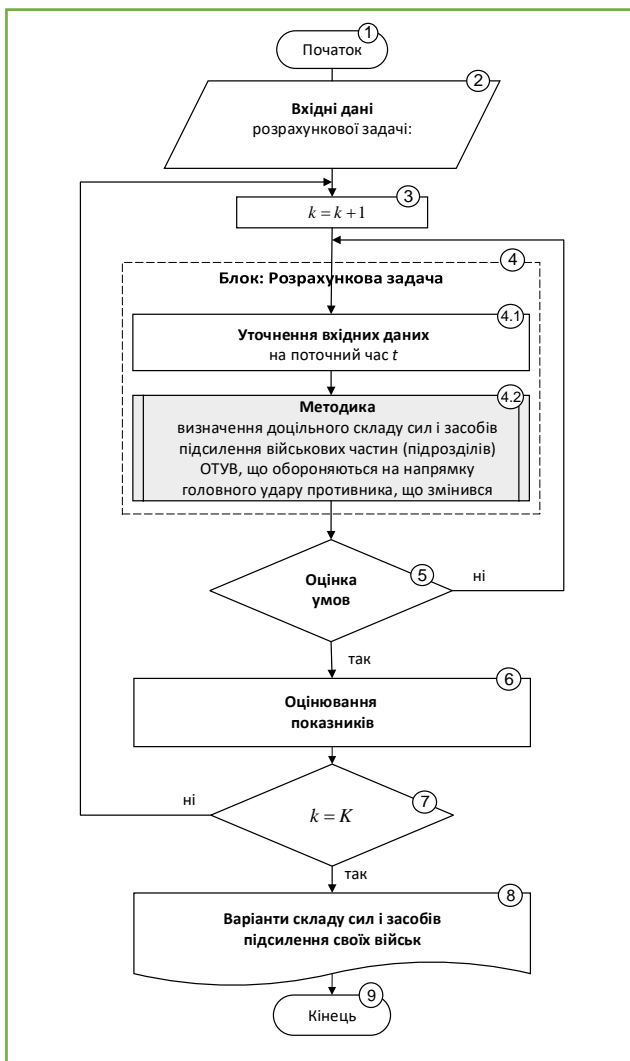 1
Початок
2
Вхідні дані
розрахункової задачі:
3
k = k + 1
4
Блок: Розрахункова задача
4.1
Уточнення вхідних даних
на поточний час t
4.2
Методика
визначення доцільного складу сил і засобів
підсилення військових частин (підрозділів)
ОТУВ, що обороняються на напрямку
головного удару противника, що змінився
5
Оцінка
умов
ні
так
6
Оцінювання
показників
7
ні
k = K
так
8
Варіанти складу сил і засобів
підсилення своїх військ
9
Кінець